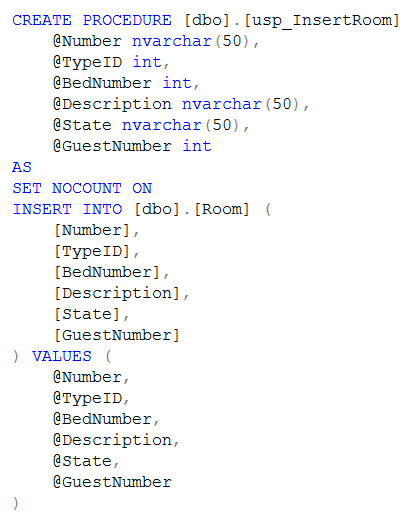 CREATE PROCEDURE [dbo].[usp_InsertRoom]
    @Number nvarchar(50),
    @TypeID int,
    @BedNumber int,
    @Description nvarchar(50),
    @State nvarchar(50),
    @GuestNumber int
AS
SET NOCOUNT ON
INSERT INTO [dbo].[Room] (
    [Number],
    [TypeID],
    [BedNumber],
    [Description],
    [State],
    [GuestNumber]
) VALUES (
    @Number,
    @TypeID,
    @BedNumber,
    @Description,
    @State,
    @GuestNumber
)